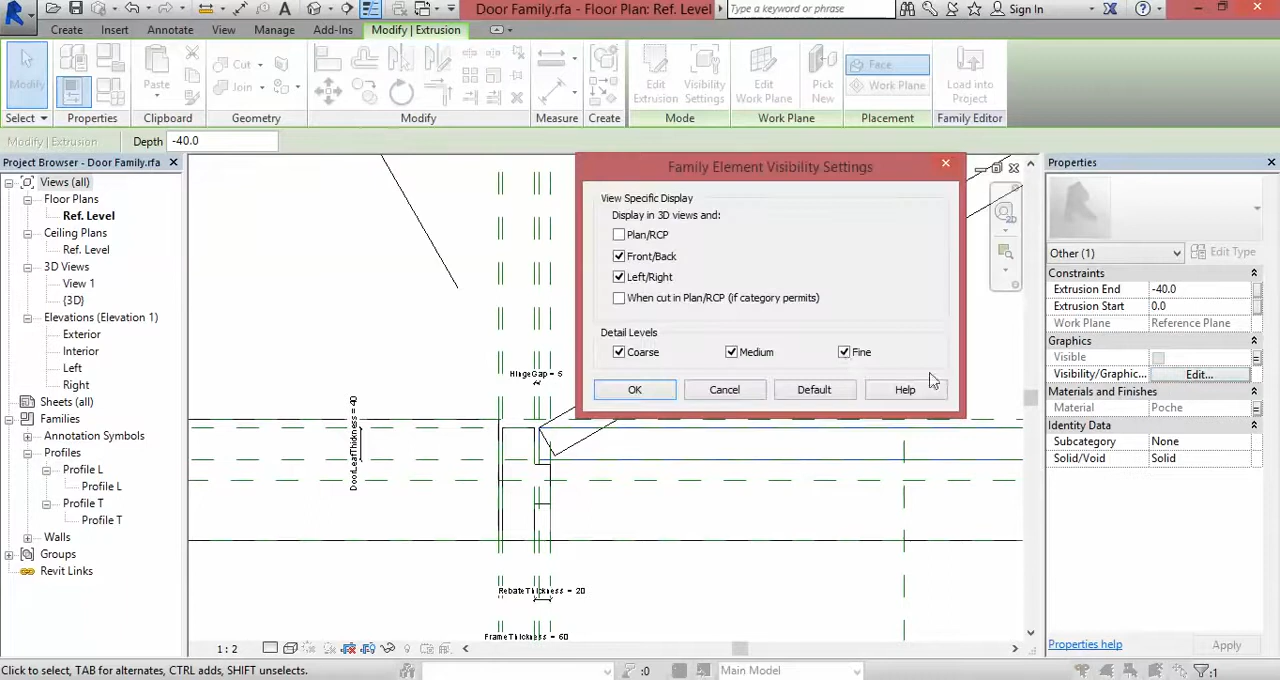 Door Family.rfa - Floor Plan: Ref. Level
Type a keyword or phrase
Sign In
Create Insert Annotate View Manage Add-Ins Modify | Extrusion
Modify
Paste
Cut
Join
Edit Extrusion
Visibility Settings
Edit Work Plane
Pick New
Face
Work Plane
Load into Project
Select Properties Clipboard Geometry Modify Measure Create Mode Work Plane Placement Family Editor
Modify | Extrusion Depth -40.0
Project Browser - Door Family.rfa
Views (all)
Floor Plans
Ref. Level
Ceiling Plans
Ref. Level
3D Views
View 1
{3D}
Elevations (Elevation 1)
Exterior
Interior
Left
Right
Sheets (all)
Families
Annotation Symbols
Profiles
Profile L
Profile L
Profile T
Profile T
Walls
Groups
Revit Links
Family Element Visibility Settings
View Specific Display
Display in 3D views and:
Plan/RCP
Front/Back
Left/Right
When cut in Plan/RCP (if category permits)
Detail Levels
Coarse Medium Fine
OK Cancel Default Help
HingeGap = 5
DoorLeafThickness = 40
RebateThickness = 20
FrameThickness = 60
2D
Properties
Other (1) Edit Type
Constraints
Extrusion End -40.0
Extrusion Start 0.0
Work Plane Reference Plane
Graphics
Visible
Visibility/Graphic... Edit...
Materials and Finishes
Material Poche
Identity Data
Subcategory None
Solid/Void Solid
Properties help Apply
1 : 2
Click to select, TAB for alternates, CTRL adds, SHIFT unselects.
:0
Main Model
:1